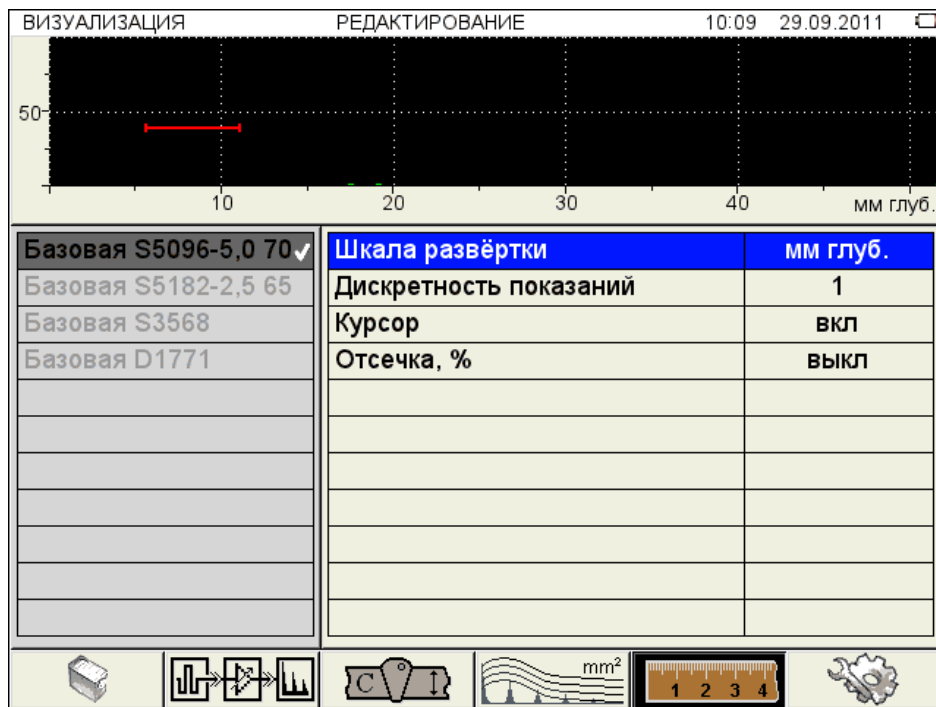 ВИЗУАЛИЗАЦИЯ РЕДАКТИРОВАНИЕ 10:09 29.09.2011
50
10 20 30 40 мм глуб.
Базовая S5096-5,0 70 Шкала развёртки мм глуб.
Базовая S5182-2,5 65 Дискретность показаний 1
Базовая S3568 Курсор вкл
Базовая D1771 Отсечка, % выкл
C mm² 1 2 3 4